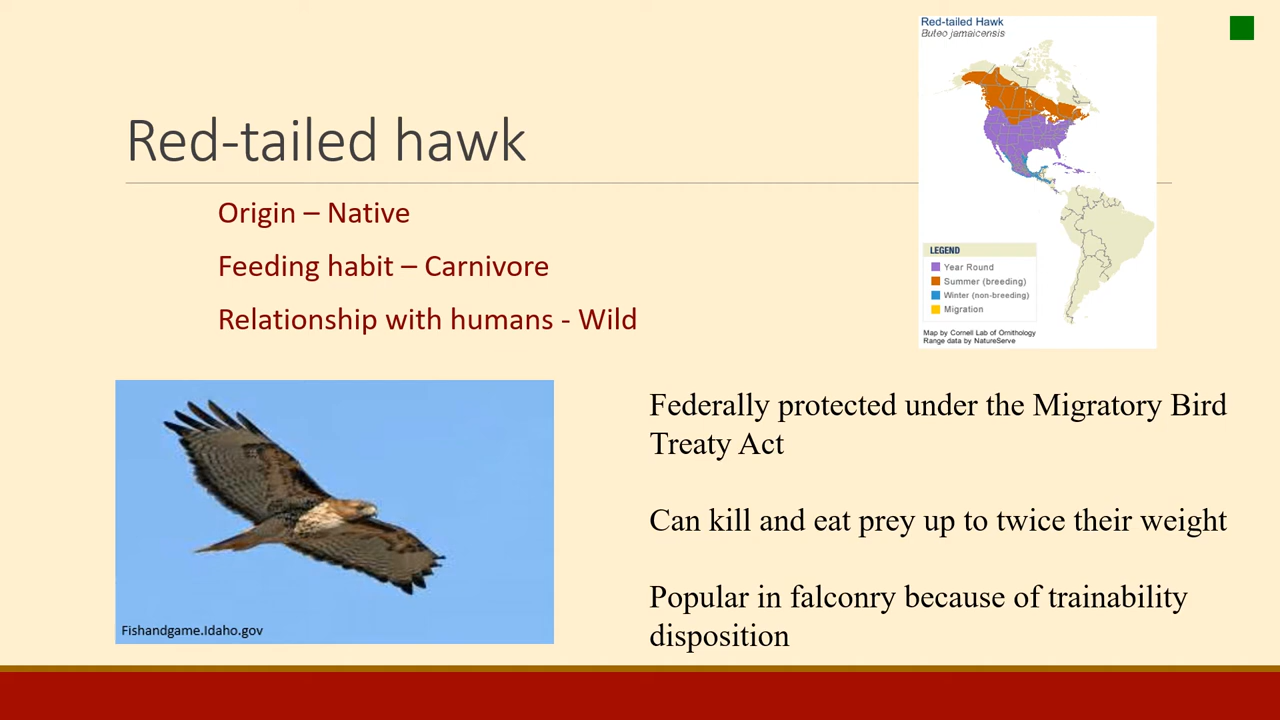 Red-tailed Hawk
Buteo jamaicensis
Red-tailed hawk
Origin – Native
Feeding habit – Carnivore
Relationship with humans - Wild
LEGEND
Year Round
Summer (breeding)
Winter (non-breeding)
Migration
Map by Cornell Lab of Ornithology
Range data by NatureServe
Federally protected under the Migratory Bird
Treaty Act
Can kill and eat prey up to twice their weight
Popular in falconry because of trainability
disposition
Fishandgame.Idaho.gov